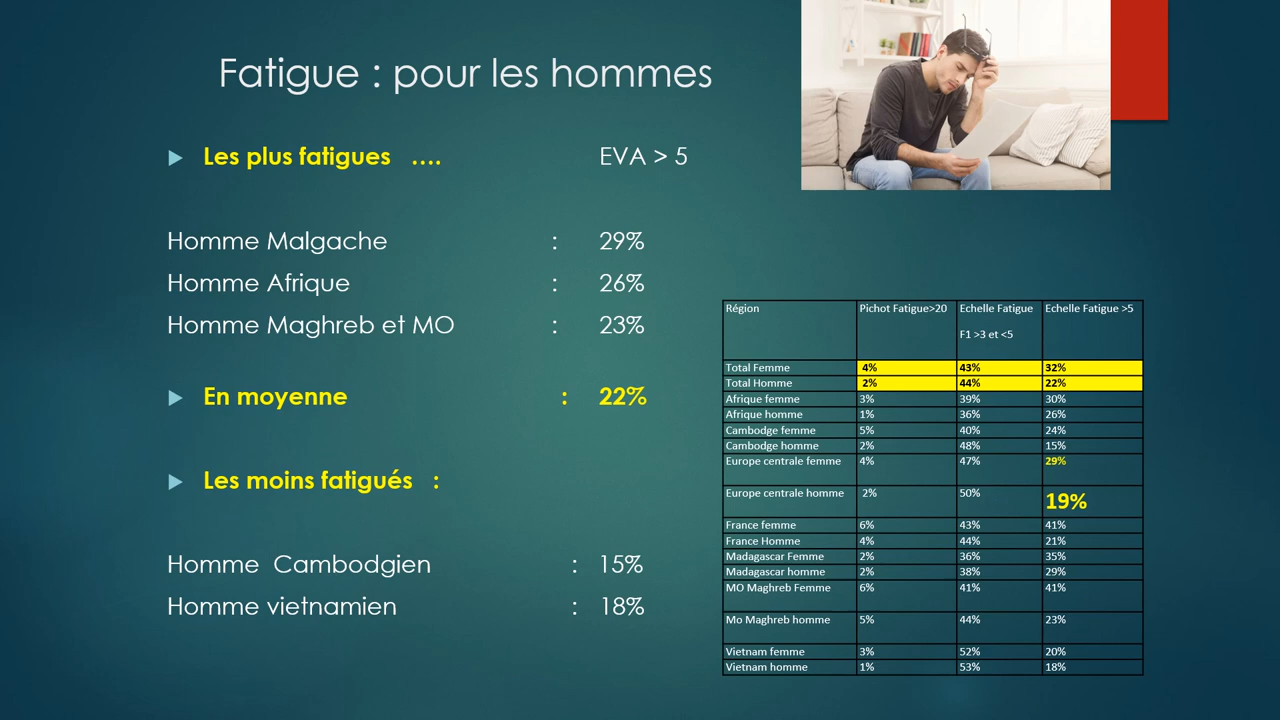 Fatigue : pour les hommes
Les plus fatigues .... EVA > 5
Homme Malgache : 29%
Homme Afrique : 26%
Homme Maghreb et MO : 23%
En moyenne : 22%
Les moins fatigués :
Homme Cambodgien : 15%
Homme vietnamien : 18%
Région Pichot Fatigue>20 Echelle Fatigue Echelle Fatigue >5
F1 >3 et <5
Total Femme 4% 43% 32%
Total Homme 2% 44% 22%
Afrique femme 3% 39% 30%
Afrique homme 1% 36% 26%
Cambodge femme 5% 40% 24%
Cambodge homme 2% 48% 15%
Europe centrale femme 4% 47% 29%
Europe centrale homme 2% 50% 19%
France femme 6% 43% 41%
France Homme 4% 44% 21%
Madagascar Femme 2% 36% 35%
Madagascar homme 2% 38% 29%
MO Maghreb Femme 6% 41% 41%
Mo Maghreb homme 5% 44% 23%
Vietnam femme 3% 52% 20%
Vietnam homme 1% 53% 18%